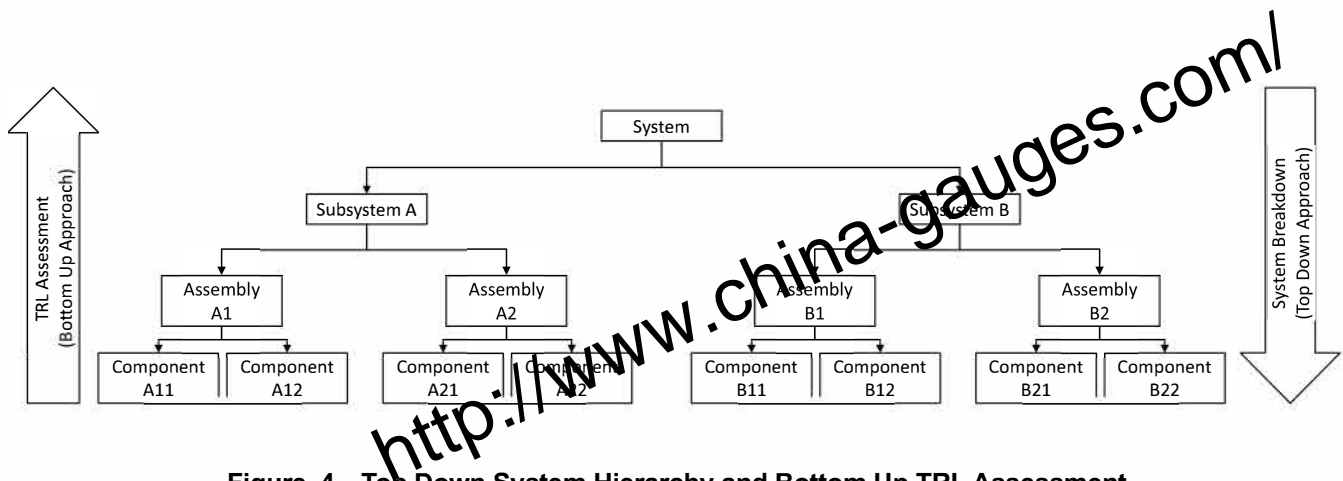 System
Subsystem A
Subsystem B
Assembly
A1
Assembly
A2
Assembly
B1
Assembly
B2
Component
A11
Component
A12
Component
A21
Component
A22
Component
B11
Component
B12
Component
B21
Component
B22
TRL Assessment
(Bottom Up Approach)
System Breakdown
(Top Down Approach)
http://www.china-gauges.com/
Figure 4 Top Down System Hierarchy and Bottom Up TRL Assessment